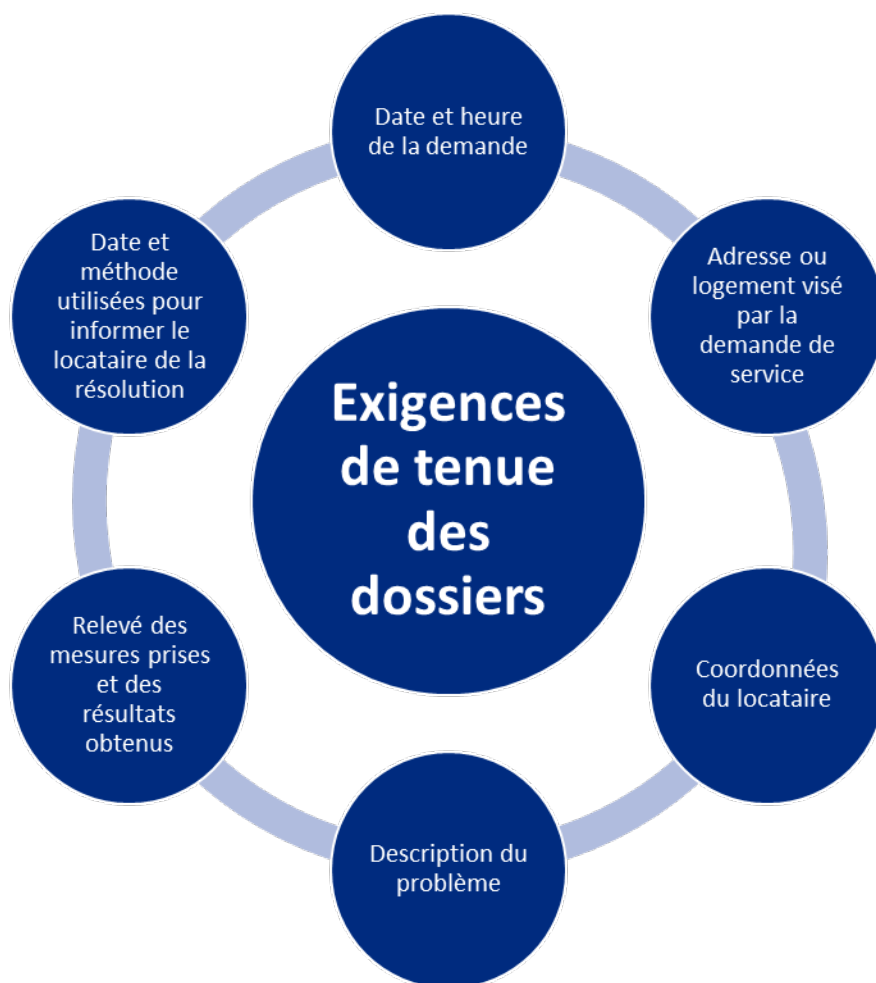 Date et heure
de la demande
Adresse ou
logement visé
par la
demande de
service
Coordonnées
du locataire
Description du
problème
Relevé des
mesures prises
et des
résultats
obtenus
Date et
méthode
utilisées pour
informer le
locataire de la
résolution
Exigences
de tenue
des
dossiers